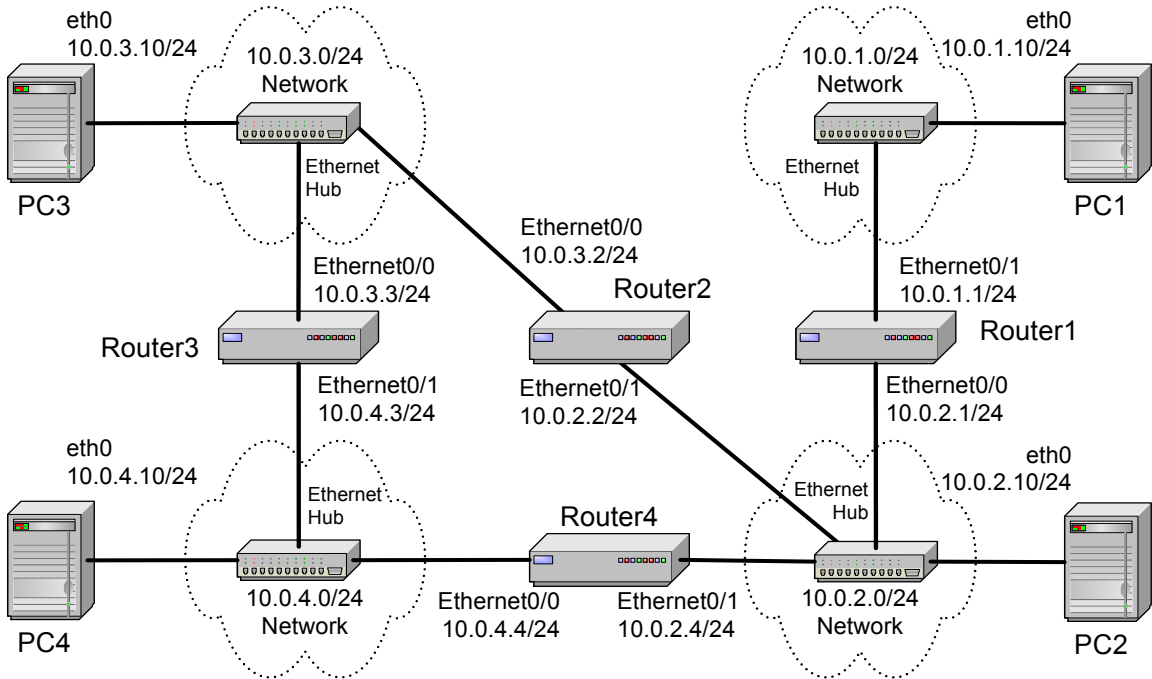 eth0
10.0.3.10/24
PC3
10.0.3.0/24
Network
Ethernet
Hub
10.0.1.0/24
Network
Ethernet
Hub
eth0
10.0.1.10/24
PC1
Ethernet0/0
10.0.3.3/24
Router3
Ethernet0/1
10.0.4.3/24
Ethernet0/0
10.0.3.2/24
Router2
Ethernet0/1
10.0.2.2/24
Ethernet0/1
10.0.1.1/24
Router1
Ethernet0/0
10.0.2.1/24
eth0
10.0.4.10/24
PC4
Ethernet
Hub
10.0.4.0/24
Network
Router4
Ethernet0/0
10.0.4.4/24
Ethernet0/1
10.0.2.4/24
Ethernet
Hub
10.0.2.0/24
Network
eth0
10.0.2.10/24
PC2